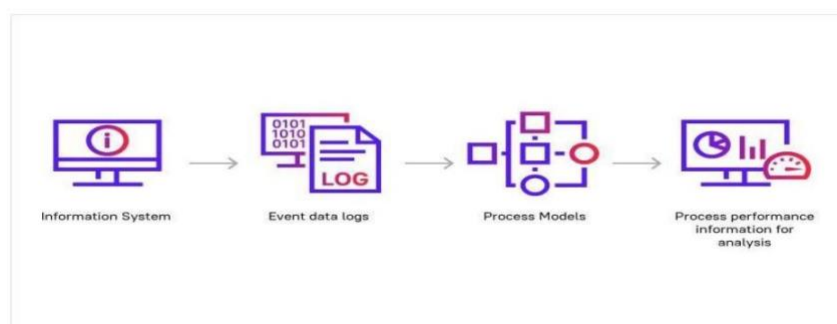 i
0101
1010
0101
LOG
Information System
Event data logs
Process Models
Process performance
information for
analysis